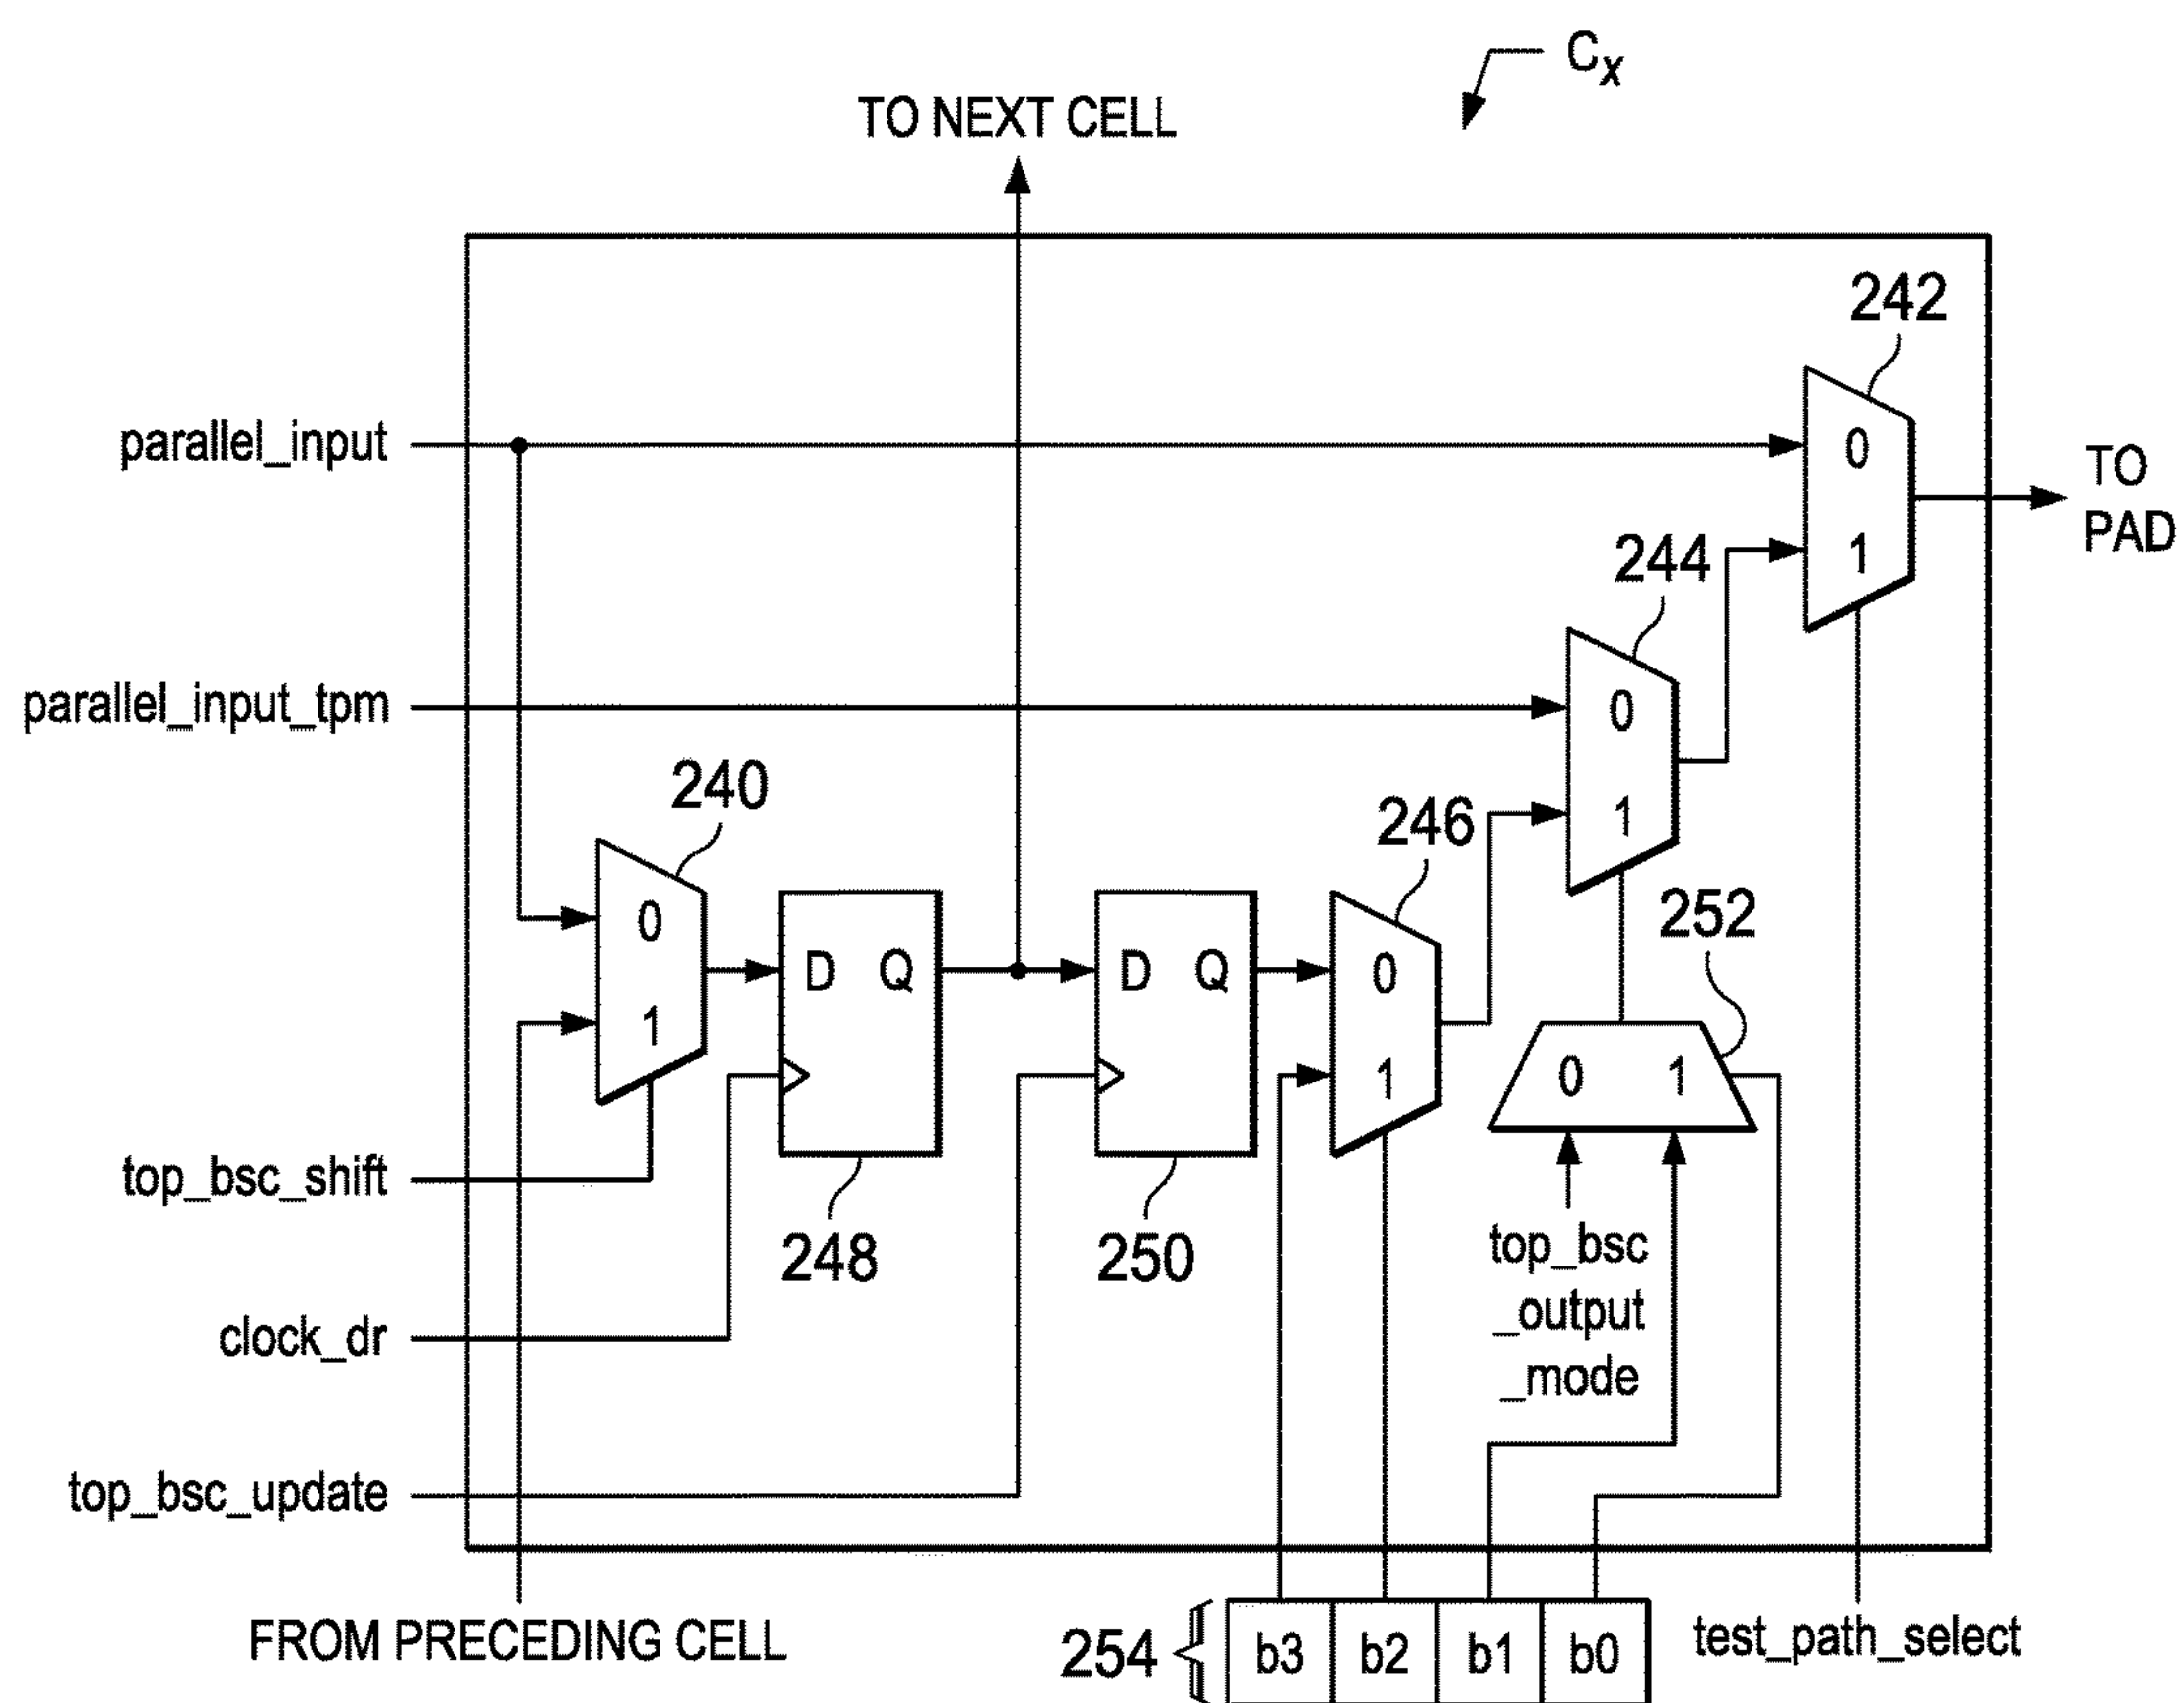 Cx
TO NEXT CELL
242
parallel_input
0
1
TO
PAD
244
parallel_input_tpm
0
1
240
246
252
0
1
D Q
D Q
0
1
0 1
top_bsc_shift
248
250
top_bsc
_output
_mode
clock_dr
top_bsc_update
FROM PRECEDING CELL
254
b3 b2 b1 b0
test_path_select